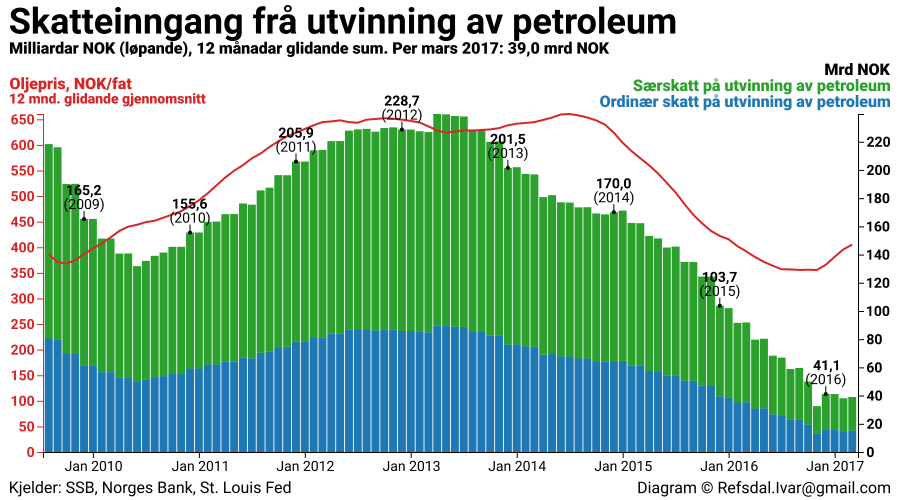 Skatteinngang frå utvinning av petroleum
Milliardar NOK (løpande), 12 månadar glidande sum. Per mars 2017: 39,0 mrd NOK
Mrd NOK
Oljepris, NOK/fat
Særskatt på utvinning av petroleum
12 mnd. glidande gjennomsnitt
Ordinær skatt på utvinning av petroleum
650
600
550
500
450
400
350
300
250
200
150
100
50
0
165,2
(2009)
155,6
(2010)
205,9
(2011)
228,7
(2012)
201,5
(2013)
170,0
(2014)
103,7
(2015)
41,1
(2016)
220
200
180
160
140
120
100
80
60
40
20
0
Jan 2010
Jan 2011
Jan 2012
Jan 2013
Jan 2014
Jan 2015
Jan 2016
Jan 2017
Kjelder: SSB, Norges Bank, St. Louis Fed
Diagram © Refsdal.Ivar@gmail.com